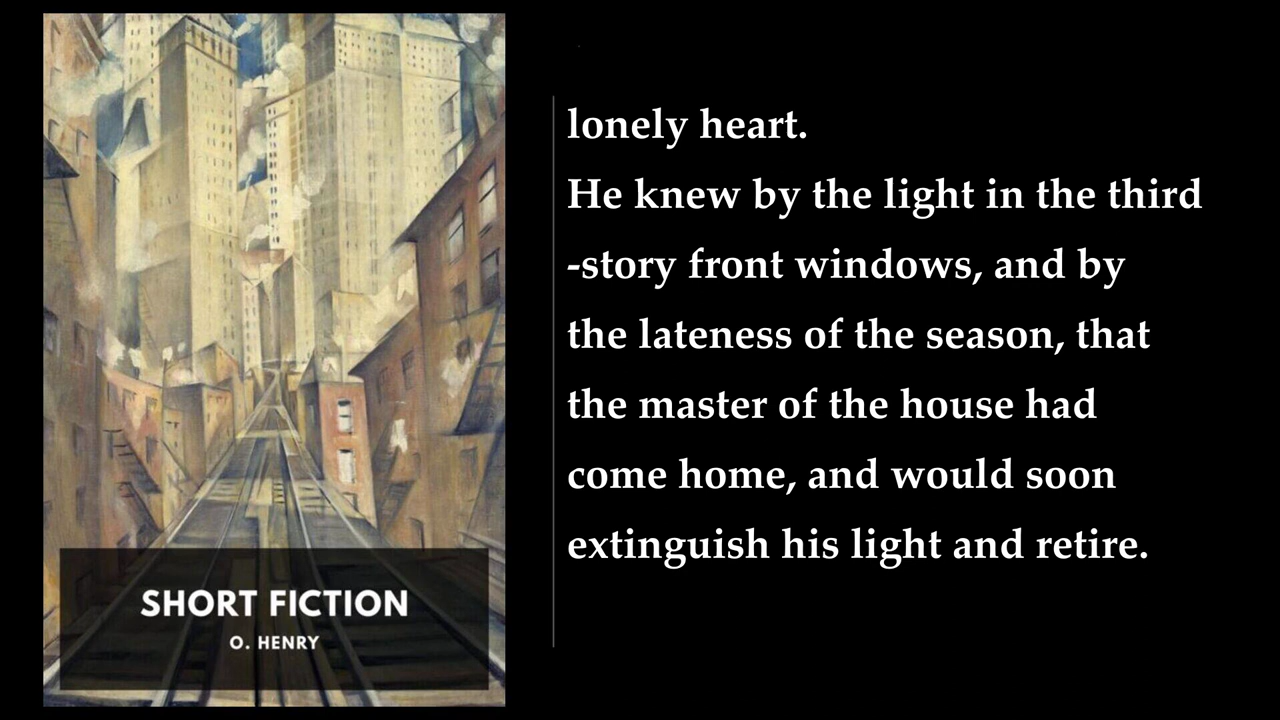 SHORT FICTION
O. HENRY
lonely heart.
He knew by the light in the third
-story front windows, and by
the lateness of the season, that
the master of the house had
come home, and would soon
extinguish his light and retire.